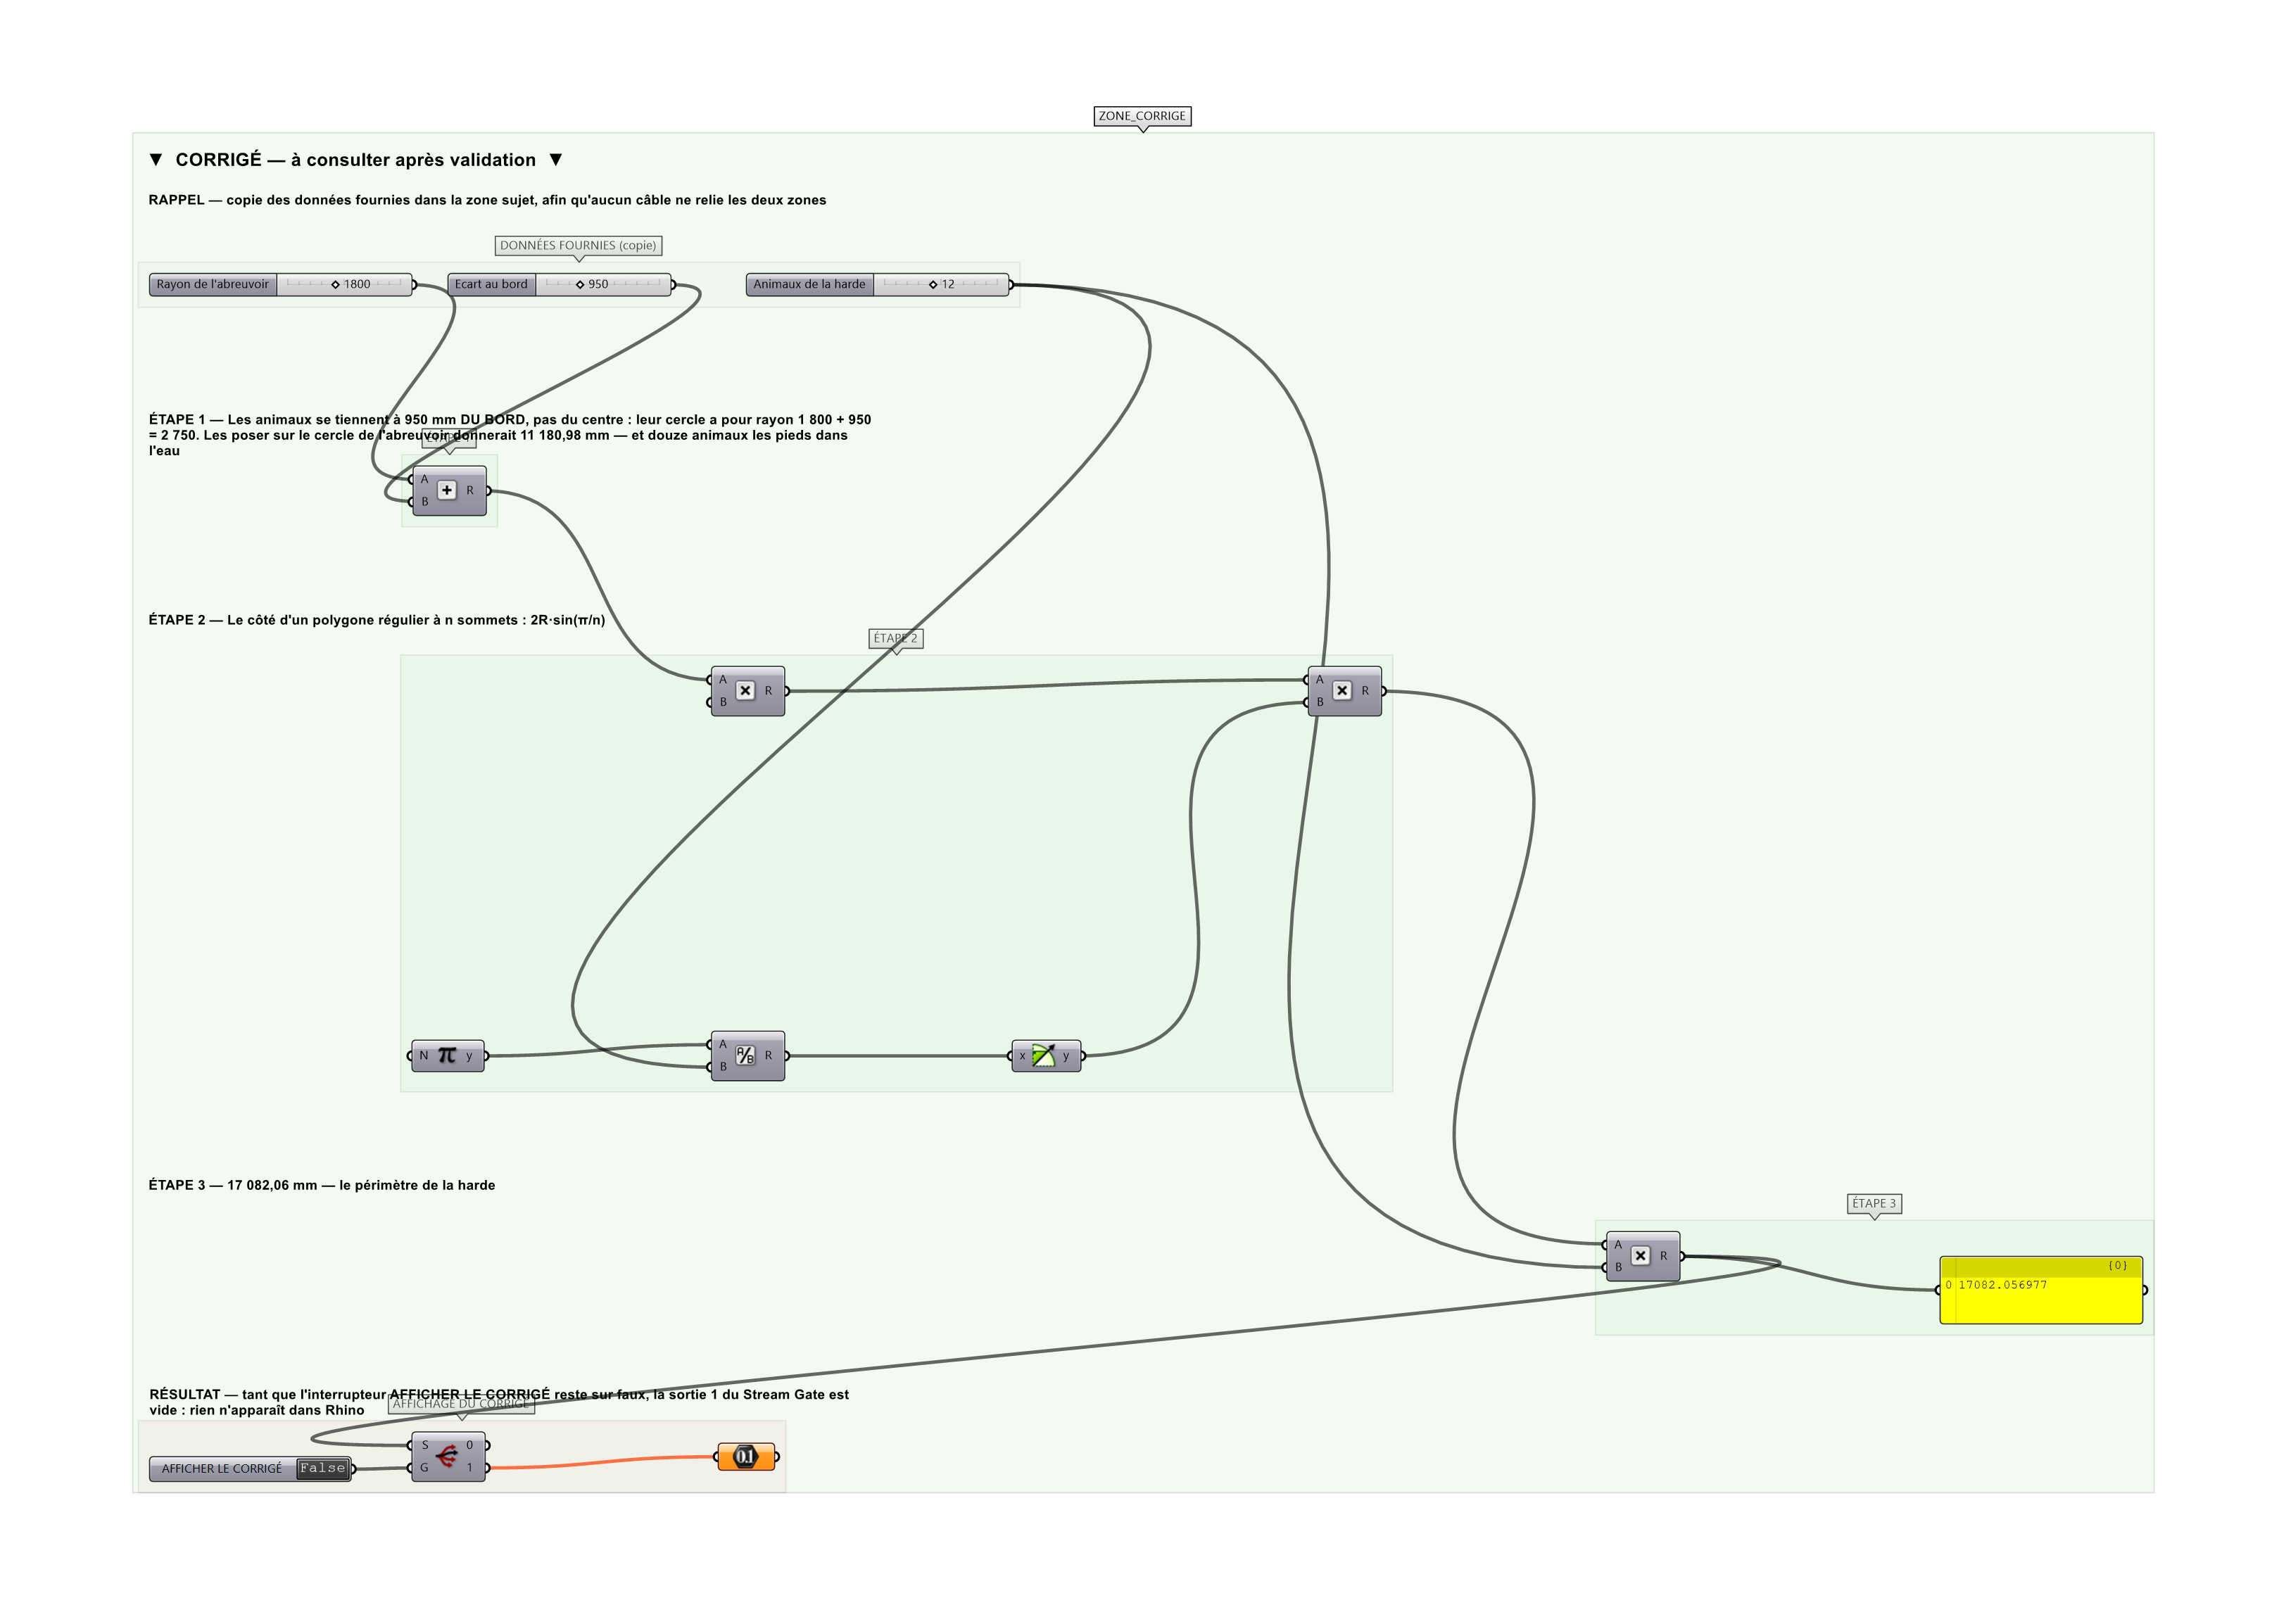 ZONE_CORRIGE
▼ CORRIGÉ — à consulter après validation ▼
RAPPEL — copie des données fournies dans la zone sujet, afin qu'aucun câble ne relie les deux zones
DONNÉES FOURNIES (copie)
Rayon de l'abreuvoir ◇ 1800
Ecart au bord ◇ 950
Animaux de la harde ◇ 12
ÉTAPE 1 — Les animaux se tiennent à 950 mm DU BORD, pas du centre : leur cercle a pour rayon 1 800 + 950
= 2 750. Les poser sur le cercle de l'abreuvoir donnerait 11 180,98 mm — et douze animaux les pieds dans
l'eau
A
B
+
R
ÉTAPE 2 — Le côté d'un polygone régulier à n sommets : 2R·sin(π/n)
ÉTAPE 2
A
B
×
R
A
B
×
R
N π y
A
B
A/B
R
x y
ÉTAPE 3 — 17 082,06 mm — le périmètre de la harde
ÉTAPE 3
A
B
×
R
{0}
0 17082.056977
RÉSULTAT — tant que l'interrupteur AFFICHER LE CORRIGÉ reste sur faux, la sortie 1 du Stream Gate est
vide : rien n'apparaît dans Rhino
AFFICHAGE DU CORRIGÉ
AFFICHER LE CORRIGÉ False
S 0
G 1
0.1